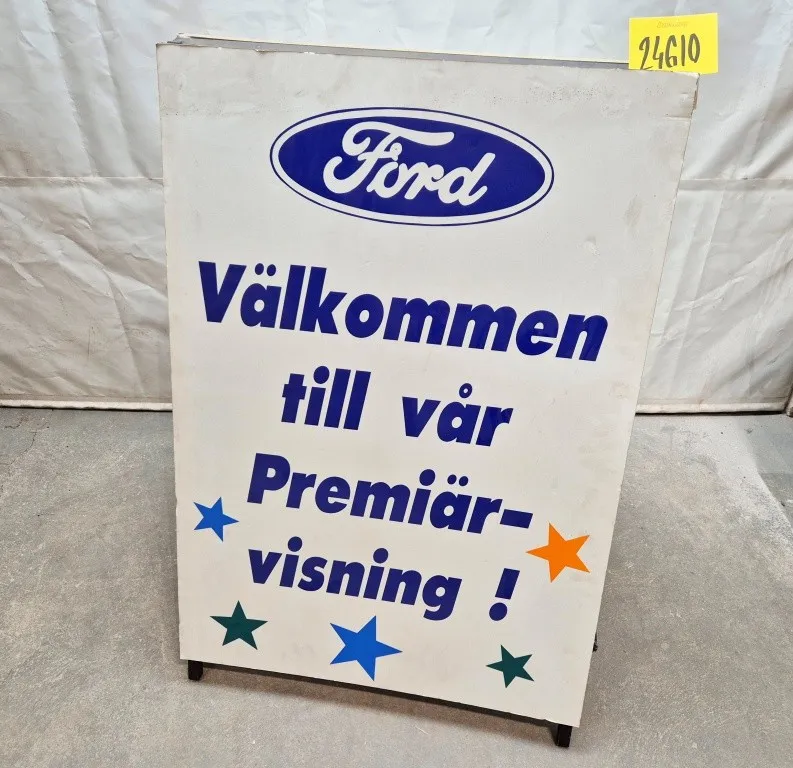 24610
Ford
Välkommen
till vår
Premiär-
visning !